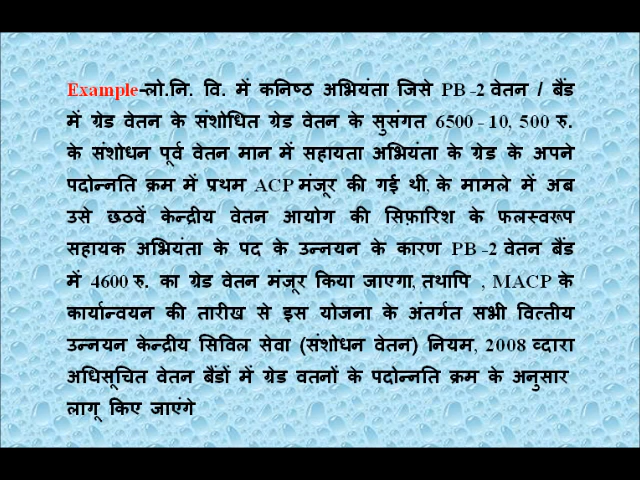 Example-लो.नि. वि. में कनिष्ठ अभियंता जिसे PB -2 वेतन / बैंड
में ग्रेड वेतन के संशोधित ग्रेड वेतन के सुसंगत 6500 - 10, 500 रु.
के संशोधन पूर्व वेतन मान में सहायता अभियंता के ग्रेड के अपने
पदोन्नति क्रम में प्रथम ACP मंजूर की गई थी, के मामले में अब
उसे छठवें केन्द्रीय वेतन आयोग की सिफ़ारिश के फलस्वरूप
सहायक अभियंता के पद के उन्नयन के कारण PB -2 वेतन बैंड
में 4600 रु. का ग्रेड वेतन मंजूर किया जाएगा, तथापि , MACP के
कार्यान्वयन की तारीख से इस योजना के अंतर्गत सभी वित्तीय
उन्नयन केन्द्रीय सिविल सेवा (संशोधन वेतन) नियम, 2008 व्दारा
अधिसूचित वेतन बैंडों में ग्रेड वतनों के पदोन्नति क्रम के अनुसार
लागू किए जाएंगे